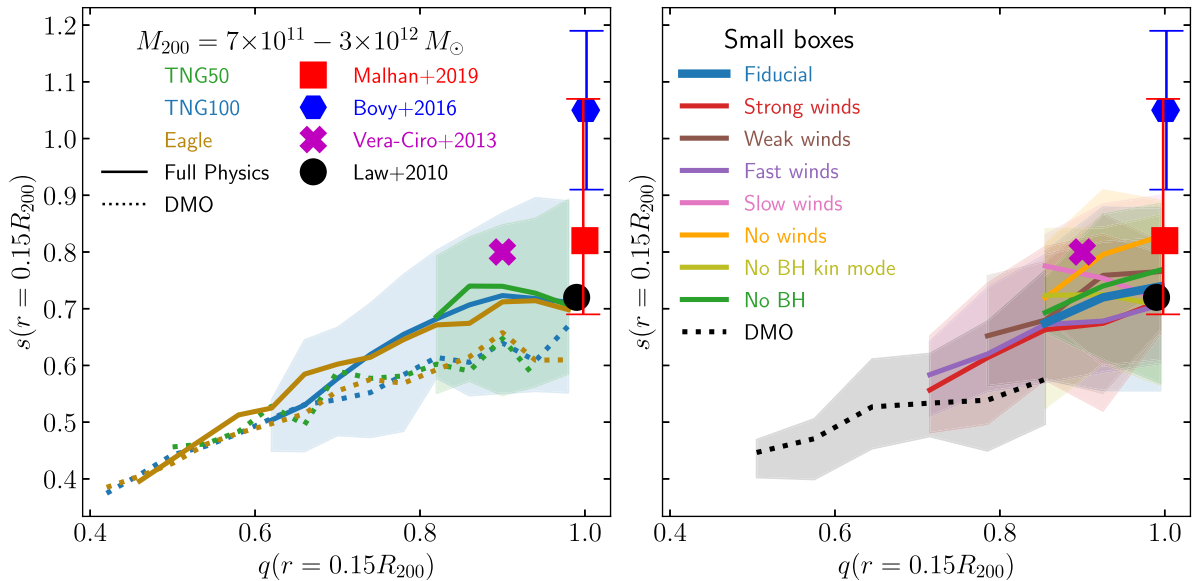 1.2
1.1
1.0
0.9
0.8
0.7
0.6
0.5
0.4
s(r = 0.15R₂₀₀)
M₂₀₀ = 7×10¹¹ − 3×10¹² M☉
TNG50
TNG100
Eagle
Full Physics
DMO
Malhan+2019
Bovy+2016
Vera-Ciro+2013
Law+2010
0.4 0.6 0.8 1.0
q(r = 0.15R₂₀₀)
s(r = 0.15R₂₀₀)
Small boxes
Fiducial
Strong winds
Weak winds
Fast winds
Slow winds
No winds
No BH kin mode
No BH
DMO
0.4 0.6 0.8 1.0
q(r = 0.15R₂₀₀)